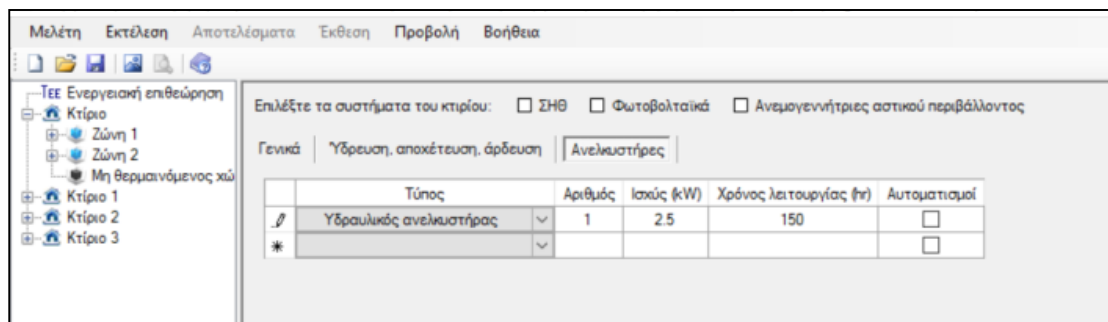 Μελέτη Εκτέλεση Αποτελέσματα Έκθεση Προβολή Βοήθεια
ΤΕΕ Ενεργειακή επιθεώρηση
Κτίριο
Ζώνη 1
Ζώνη 2
Μη θερμαινόμενος χώ
Κτίριο 1
Κτίριο 2
Κτίριο 3
Επιλέξτε τα συστήματα του κτιρίου: ΣΗΘ Φωτοβολταϊκά Ανεμογεννήτριες αστικού περιβάλλοντος
Γενικά Ύδρευση, αποχέτευση, άρδευση Ανελκυστήρες
Τύπος Αριθμός Ισχύς (kW) Χρόνος λειτουργίας (hr) Αυτοματισμοί
Υδραυλικός ανελκυστήρας 1 2.5 150